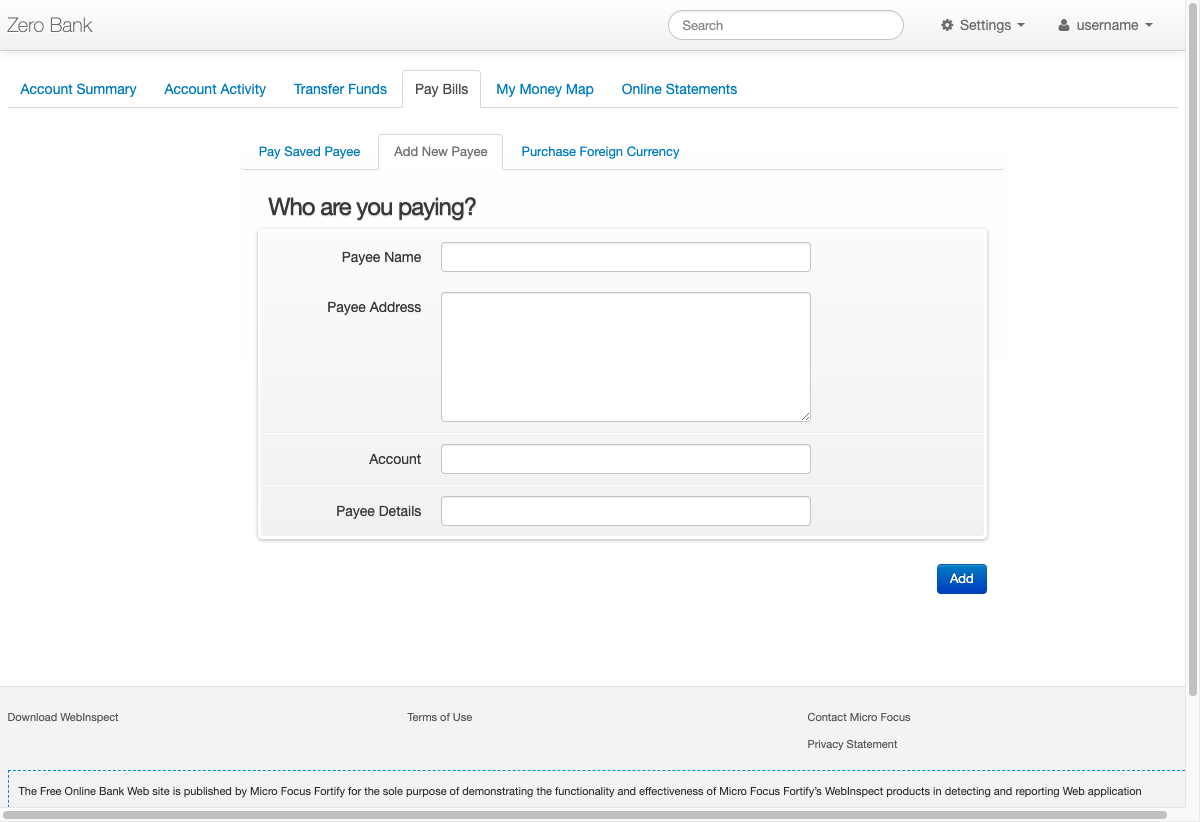 Zero Bank
Search
Settings
username
Account Summary
Account Activity
Transfer Funds
Pay Bills
My Money Map
Online Statements
Pay Saved Payee
Add New Payee
Purchase Foreign Currency
Who are you paying?
Payee Name
Payee Address
Account
Payee Details
Add
Download WebInspect
Terms of Use
Contact Micro Focus
Privacy Statement
The Free Online Bank Web site is published by Micro Focus Fortify for the sole purpose of demonstrating the functionality and effectiveness of Micro Focus Fortify's WebInspect products in detecting and reporting Web application